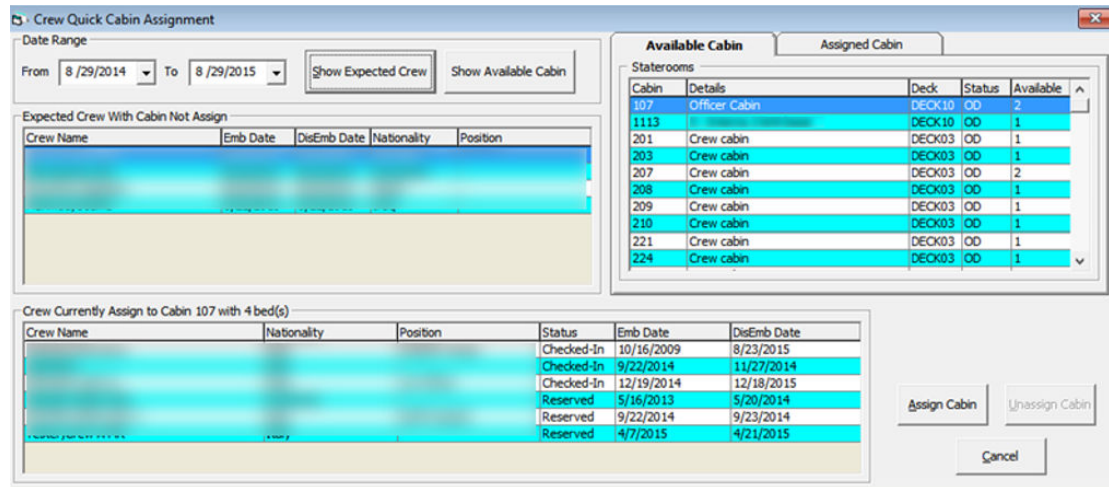 Crew Quick Cabin Assignment
Date Range
From 8 /29/2014 To 8 /29/2015 Show Expected Crew Show Available Cabin
Expected Crew With Cabin Not Assign
Crew Name Emb Date DisEmb Date Nationality Position
Available Cabin Assigned Cabin
Staterooms
Cabin Details Deck Status Available
107 Officer Cabin DECK10 OD 2
1113 DECK10 OD 1
201 Crew cabin DECK03 OD 1
203 Crew cabin DECK03 OD 1
207 Crew cabin DECK03 OD 2
208 Crew cabin DECK03 OD 1
209 Crew cabin DECK03 OD 1
210 Crew cabin DECK03 OD 1
221 Crew cabin DECK03 OD 1
224 Crew cabin DECK03 OD 1
Crew Currently Assign to Cabin 107 with 4 bed(s)
Crew Name Nationality Position Status Emb Date DisEmb Date
Checked-In 10/16/2009 8/23/2015
Checked-In 9/22/2014 11/27/2014
Checked-In 12/19/2014 12/18/2015
Reserved 5/16/2013 5/20/2014
Reserved 9/22/2014 9/23/2014
Reserved 4/7/2015 4/21/2015
Assign Cabin Unassign Cabin
Cancel